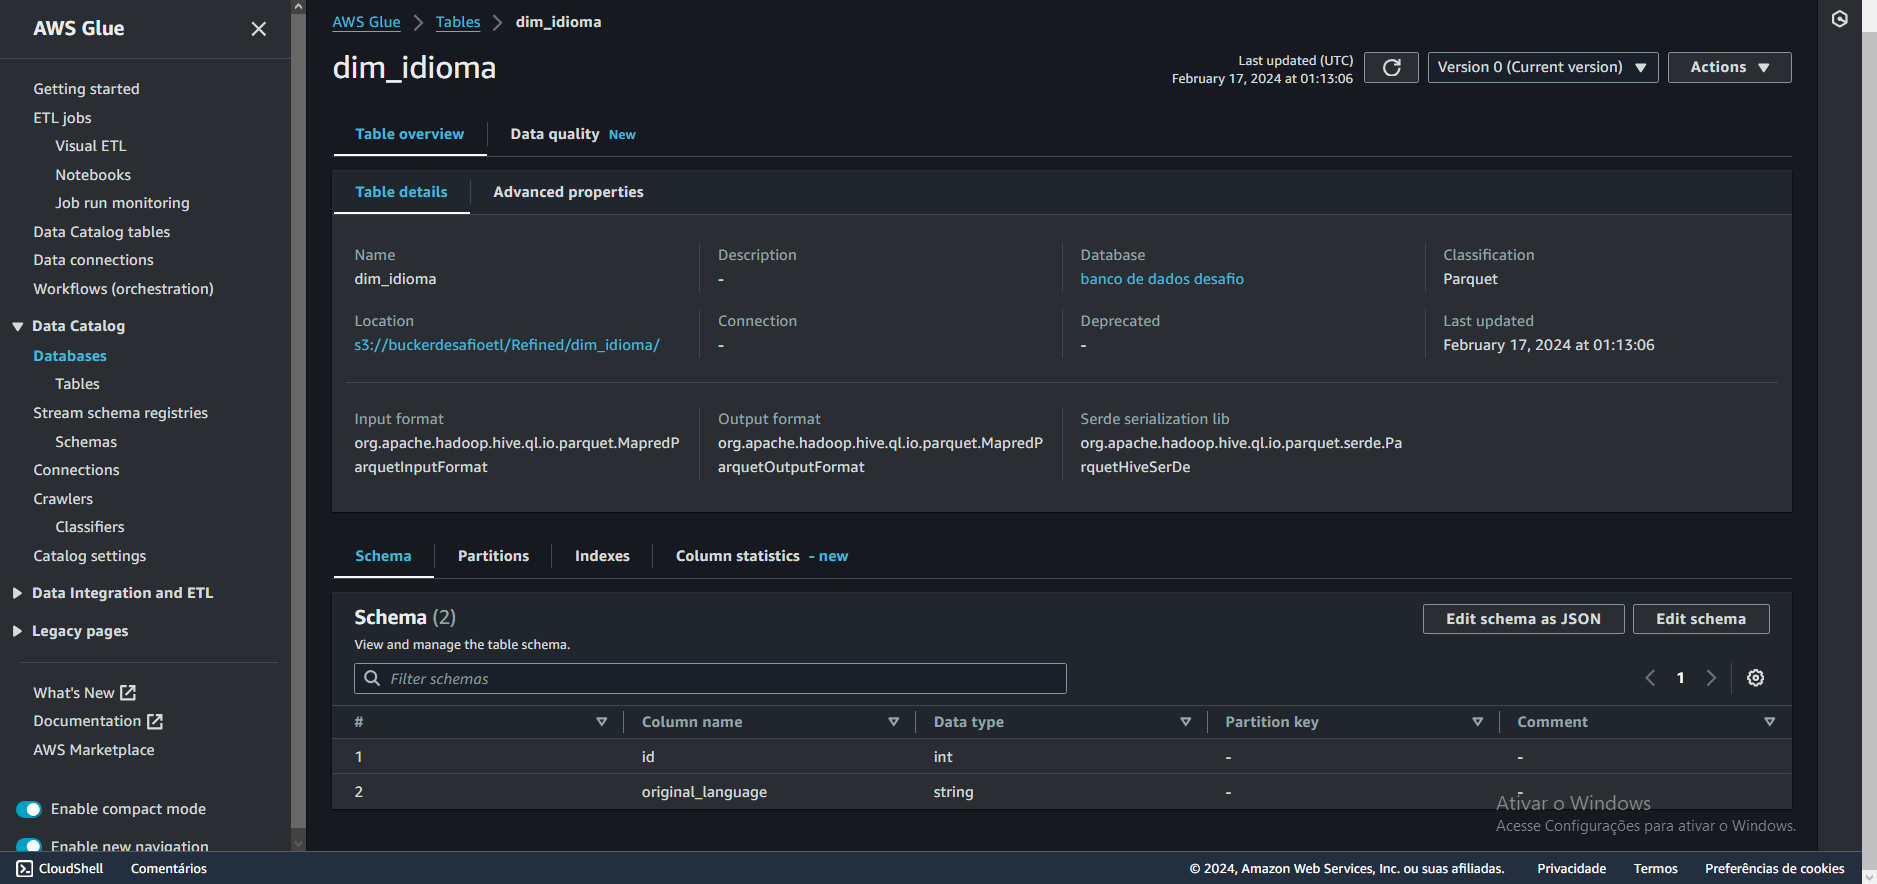 AWS Glue
Getting started
ETL jobs
Visual ETL
Notebooks
Job run monitoring
Data Catalog tables
Data connections
Workflows (orchestration)
Data Catalog
Databases
Tables
Stream schema registries
Schemas
Connections
Crawlers
Classifiers
Catalog settings
Data Integration and ETL
Legacy pages
What's New
Documentation
AWS Marketplace
Enable compact mode
Enable new navigation
AWS Glue Tables dim_idioma
dim_idioma
Last updated (UTC)
February 17, 2024 at 01:13:06
Version 0 (Current version)
Actions
Table overview Data quality New
Table details Advanced properties
Name Description Database Classification
dim_idioma - banco de dados desafio Parquet
Location Connection Deprecated Last updated
s3://buckerdesafioetl/Refined/dim_idioma/ - - February 17, 2024 at 01:13:06
Input format Output format Serde serialization lib
org.apache.hadoop.hive.ql.io.parquet.MapredP org.apache.hadoop.hive.ql.io.parquet.MapredP org.apache.hadoop.hive.ql.io.parquet.serde.Pa
arquetInputFormat arquetOutputFormat rquetHiveSerDe
Schema Partitions Indexes Column statistics - new
Schema (2)
View and manage the table schema.
Edit schema as JSON Edit schema
Filter schemas
1
# Column name Data type Partition key Comment
1 id int - -
2 original_language string - -
Ativar o Windows
Acesse Configurações para ativar o Windows.
CloudShell Comentários © 2024, Amazon Web Services, Inc. ou suas afiliadas. Privacidade Termos Preferências de cookies